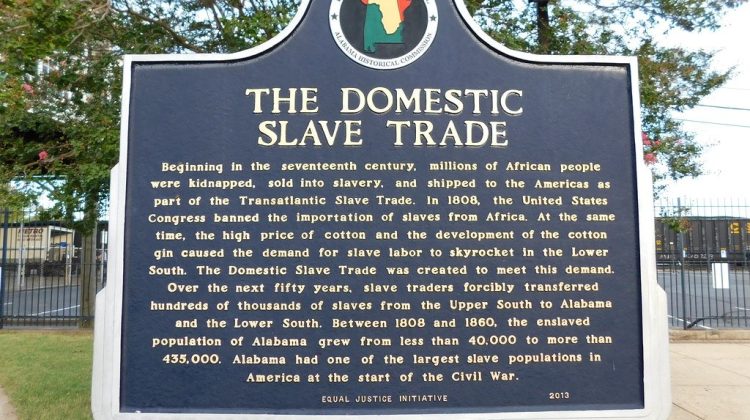 ALABAMA HISTORICAL COMMISSION
THE DOMESTIC
SLAVE TRADE
Beginning in the seventeenth century, millions of African people
were kidnapped, sold into slavery, and shipped to the Americas as
part of the Transatlantic Slave Trade. In 1808, the United States
Congress banned the importation of slaves from Africa. At the same
time, the high price of cotton and the development of the cotton
gin caused the demand for slave labor to skyrocket in the Lower
South. The Domestic Slave Trade was created to meet this demand.
Over the next fifty years, slave traders forcibly transferred
hundreds of thousands of slaves from the Upper South to Alabama
and the Lower South. Between 1808 and 1860, the enslaved
population of Alabama grew from less than 40,000 to more than
435,000. Alabama had one of the largest slave populations in
America at the start of the Civil War.
EQUAL JUSTICE INITIATIVE 2013